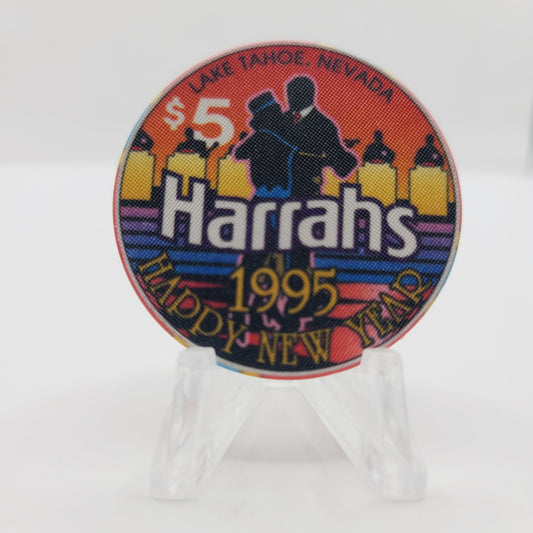 LAKE TAHOE, NEVADA
$5
Harrahs
1995
HAPPY NEW YEAR